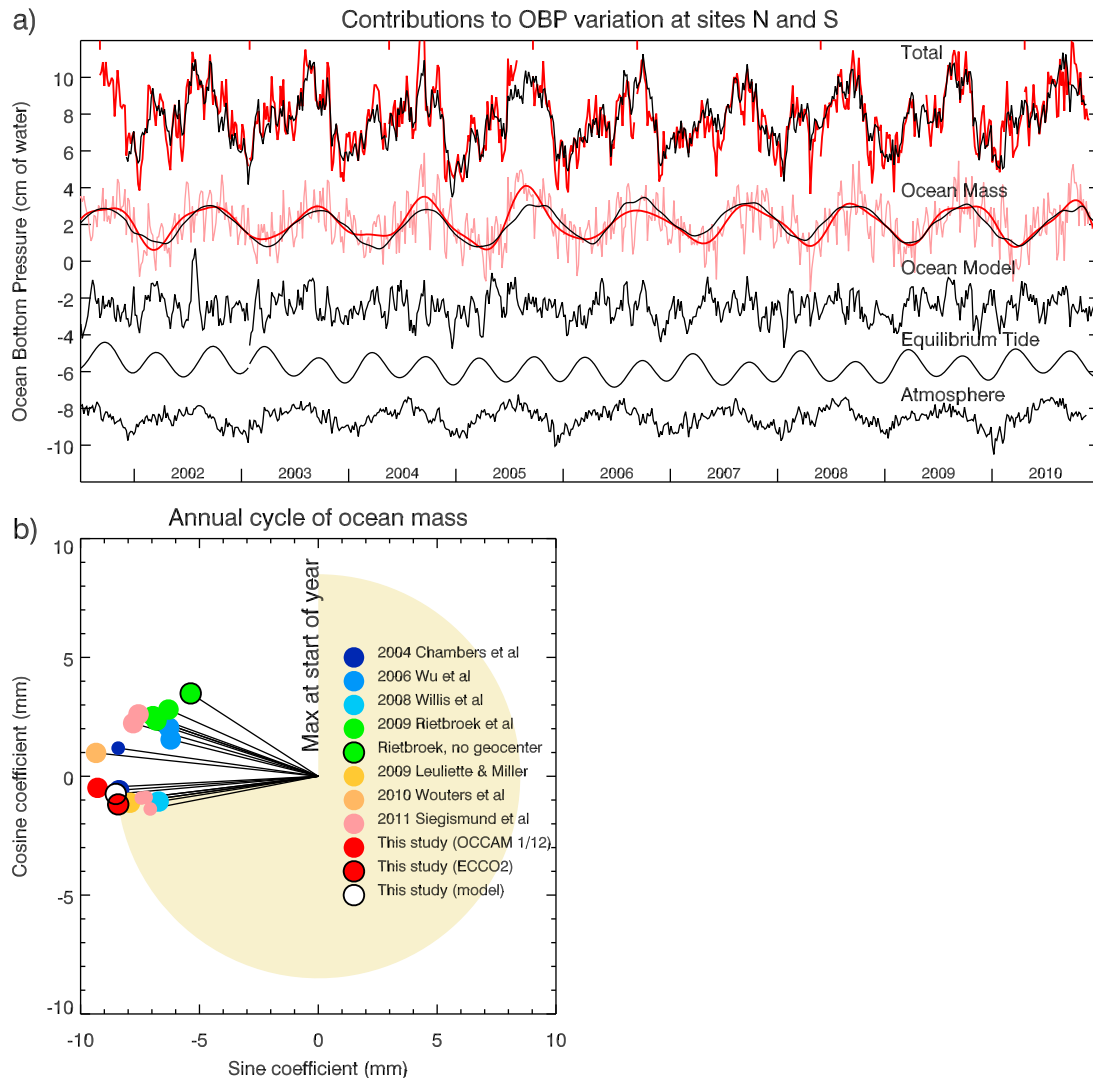 a)
Contributions to OBP variation at sites N and S
Ocean Bottom Pressure (cm of water)
10
8
6
4
2
0
-2
-4
-6
-8
-10
Total
Ocean Mass
Ocean Model
Equilibrium Tide
Atmosphere
2002 2003 2004 2005 2006 2007 2008 2009 2010
b)
Annual cycle of ocean mass
Cosine coefficient (mm)
10
5
0
-5
-10
Max at start of year
2004 Chambers et al
2006 Wu et al
2008 Willis et al
2009 Rietbroek et al
Rietbroek, no geocenter
2009 Leuliette & Miller
2010 Wouters et al
2011 Siegismund et al
This study (OCCAM 1/12)
This study (ECCO2)
This study (model)
-10 -5 0 5 10
Sine coefficient (mm)